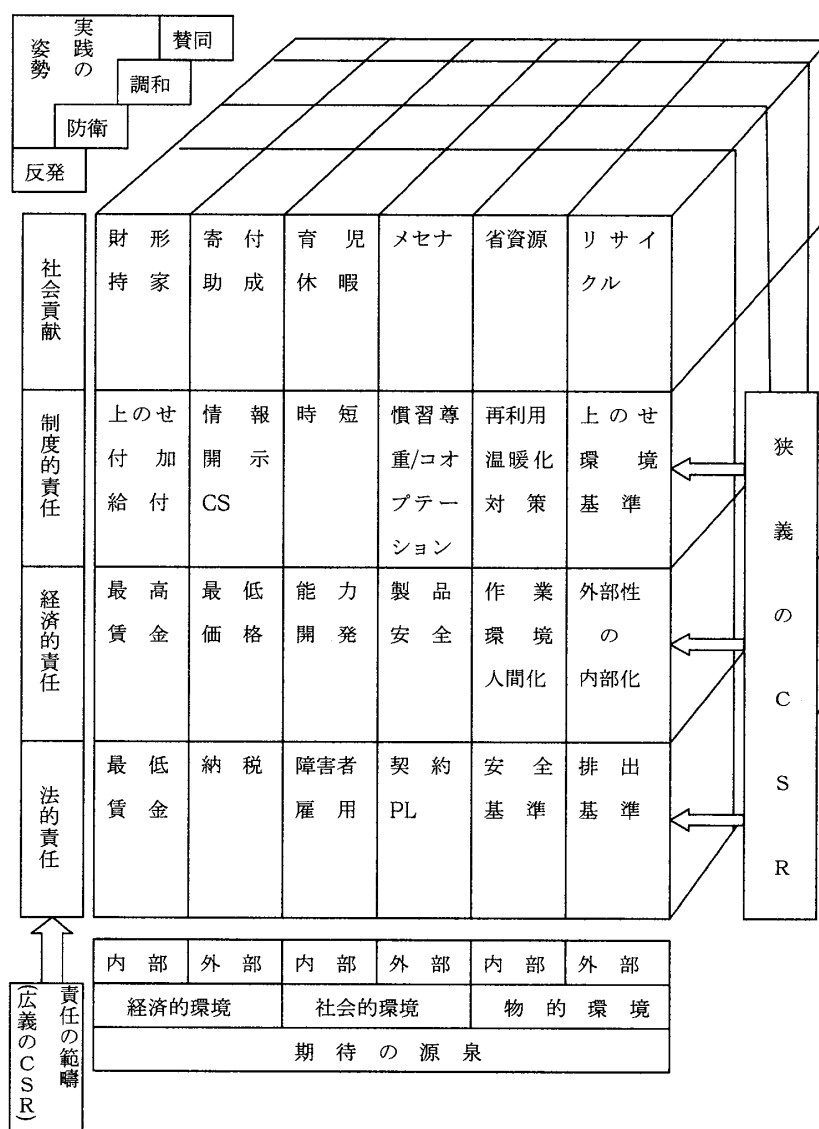 実践の
姿勢
賛同
調和
防衛
反発
社会貢献
財形
持家
寄付
助成
育児
休暇
メセナ
省資源
リサイ
クル
制度的責任
上のせ
付加
給付
情報
開示
CS
時短
慣習尊
重/コオ
プテー
ション
再利用
温暖化
対策
上のせ
環境
基準
経済的責任
最高
賃金
最低
価格
能力
開発
製品
安全
作業
環境
人間化
外部性
の
内部化
法的責任
最低
賃金
納税
障害者
雇用
契約
PL
安全
基準
排出
基準
狭義のCSR
内部
外部
内部
外部
内部
外部
経済的環境
社会的環境
物的環境
期待の源泉
責任の範疇
(広義のCSR)